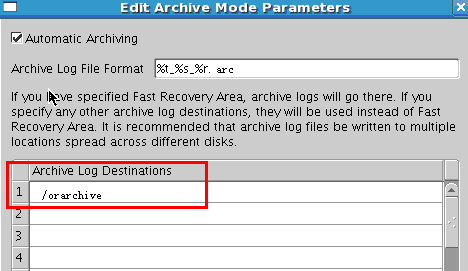 Edit Archive Mode Parameters
Automatic Archiving
Archive Log File Format %t_%s_%r.arc
If you have specified Fast Recovery Area, archive logs will go there. If you
specify any other archive log destinations, they will be used instead of Fast
Recovery Area. It is recommended that archive log files be written to multiple
locations spread across different disks.
Archive Log Destinations
1 /orarchive
2
3
4